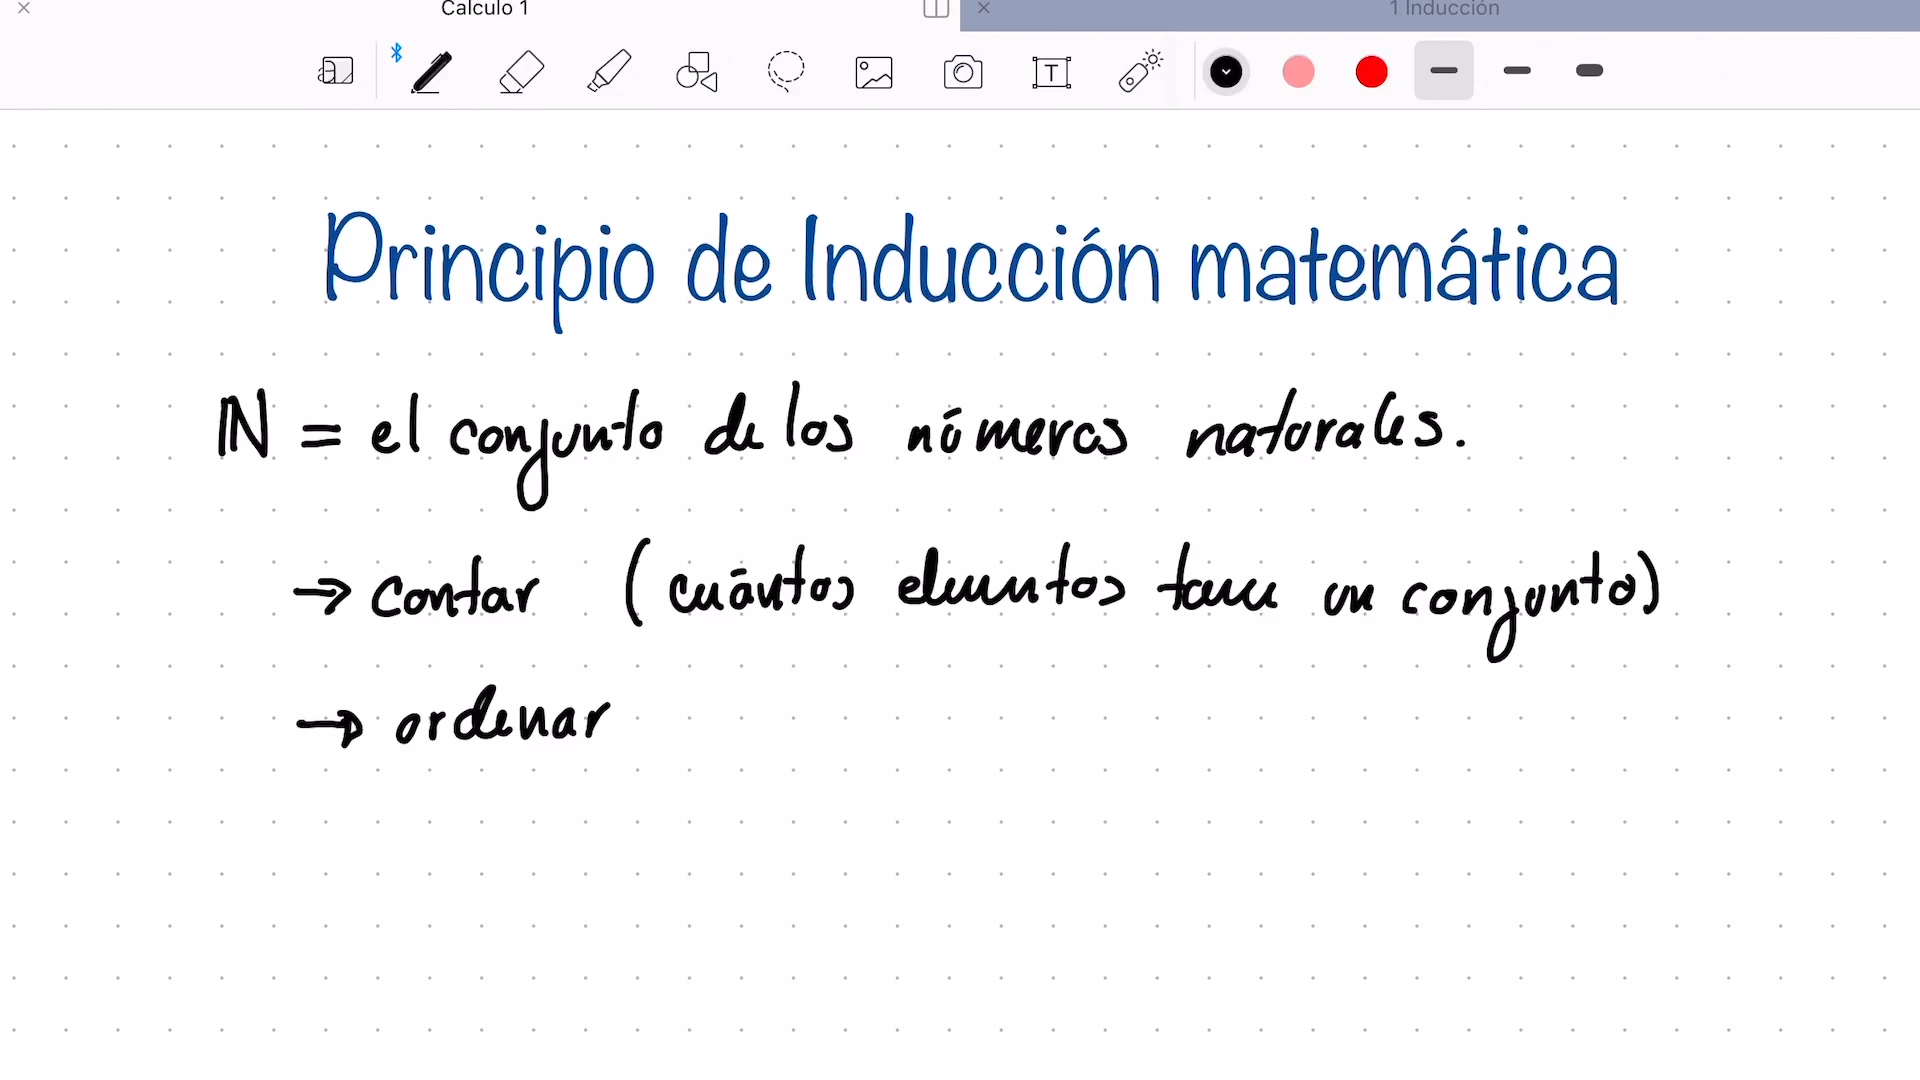 Calculo 1
1 Inducción
T
Principio de Inducción matemática
ℕ = el conjunto de los números naturales.
→ contar (cuántos elementos tiene un conjunto)
→ ordenar